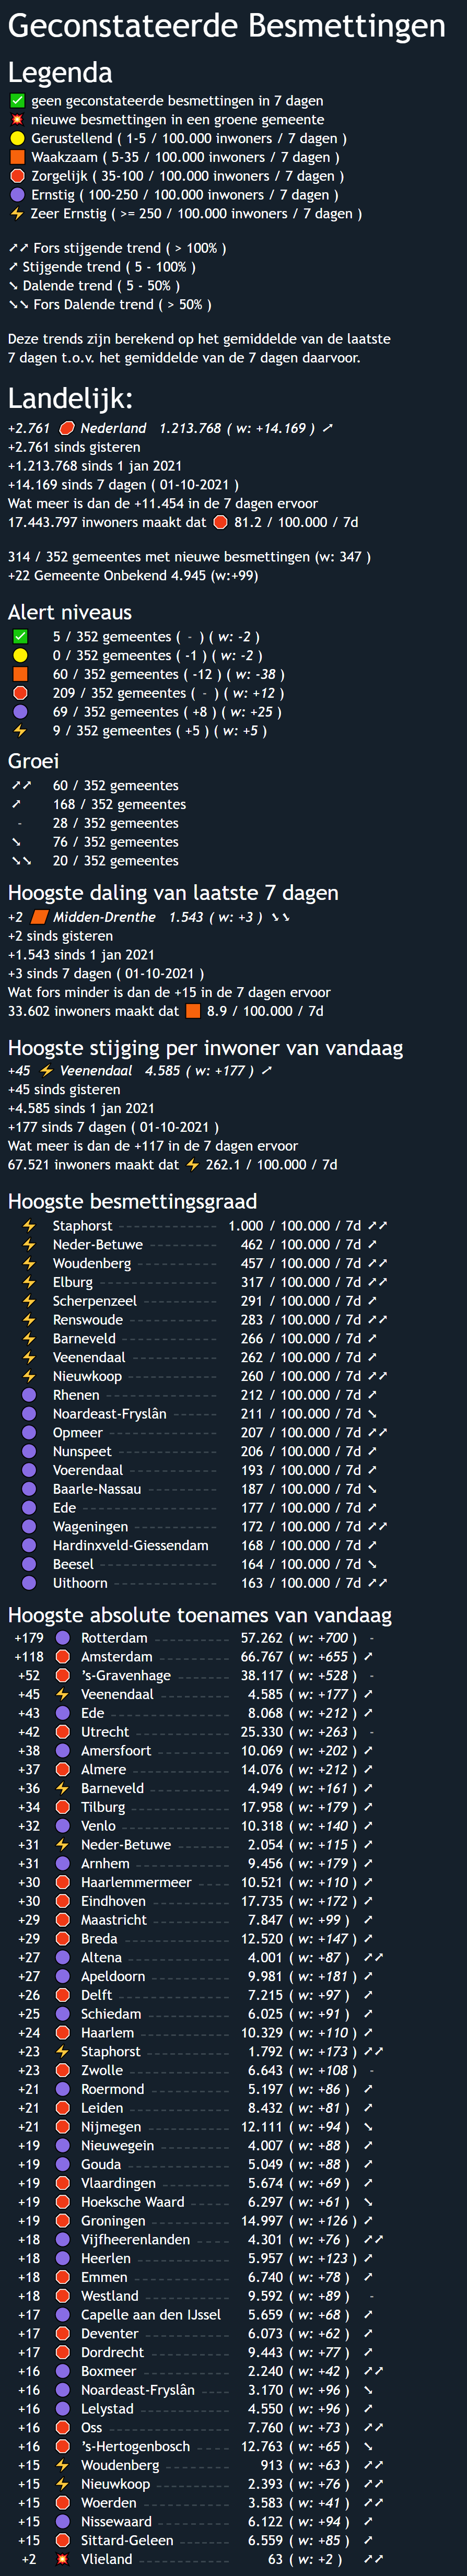 Geconstateerde Besmettingen
Legenda
geen geconstateerde besmettingen in 7 dagen
nieuwe besmettingen in een groene gemeente
Gerustellend ( 1-5 / 100.000 inwoners / 7 dagen )
Waakzaam ( 5-35 / 100.000 inwoners / 7 dagen )
Zorgelijk ( 35-100 / 100.000 inwoners / 7 dagen )
Ernstig ( 100-250 / 100.000 inwoners / 7 dagen )
Zeer Ernstig ( >= 250 / 100.000 inwoners / 7 dagen )
➚➚ Fors stijgende trend ( > 100% )
➚ Stijgende trend ( 5 - 100% )
➘ Dalende trend ( 5 - 50% )
➘➘ Fors Dalende trend ( > 50% )
Deze trends zijn berekend op het gemiddelde van de laatste
7 dagen t.o.v. het gemiddelde van de 7 dagen daarvoor.
Landelijk:
+2.761 Nederland 1.213.768 ( w: +14.169 ) ➚
+2.761 sinds gisteren
+1.213.768 sinds 1 jan 2021
+14.169 sinds 7 dagen ( 01-10-2021 )
Wat meer is dan de +11.454 in de 7 dagen ervoor
17.443.797 inwoners maakt dat 81.2 / 100.000 / 7d
314 / 352 gemeentes met nieuwe besmettingen (w: 347 )
+22 Gemeente Onbekend 4.945 (w:+99)
Alert niveaus
5 / 352 gemeentes ( - ) ( w: -2 )
0 / 352 gemeentes ( -1 ) ( w: -2 )
60 / 352 gemeentes ( -12 ) ( w: -38 )
209 / 352 gemeentes ( - ) ( w: +12 )
69 / 352 gemeentes ( +8 ) ( w: +25 )
9 / 352 gemeentes ( +5 ) ( w: +5 )
Groei
➚➚ 60 / 352 gemeentes
➚ 168 / 352 gemeentes
- 28 / 352 gemeentes
➘ 76 / 352 gemeentes
➘➘ 20 / 352 gemeentes
Hoogste daling van laatste 7 dagen
+2 Midden-Drenthe 1.543 ( w: +3 ) ➘➘
+2 sinds gisteren
+1.543 sinds 1 jan 2021
+3 sinds 7 dagen ( 01-10-2021 )
Wat fors minder is dan de +15 in de 7 dagen ervoor
33.602 inwoners maakt dat 8.9 / 100.000 / 7d
Hoogste stijging per inwoner van vandaag
+45 Veenendaal 4.585 ( w: +177 ) ➚
+45 sinds gisteren
+4.585 sinds 1 jan 2021
+177 sinds 7 dagen ( 01-10-2021 )
Wat meer is dan de +117 in de 7 dagen ervoor
67.521 inwoners maakt dat 262.1 / 100.000 / 7d
Hoogste besmettingsgraad
Staphorst 1.000 / 100.000 / 7d ➚➚
Neder-Betuwe 462 / 100.000 / 7d ➚
Woudenberg 457 / 100.000 / 7d ➚➚
Elburg 317 / 100.000 / 7d ➚➚
Scherpenzeel 291 / 100.000 / 7d ➚
Renswoude 283 / 100.000 / 7d ➚➚
Barneveld 266 / 100.000 / 7d ➚
Veenendaal 262 / 100.000 / 7d ➚
Nieuwkoop 260 / 100.000 / 7d ➚➚
Rhenen 212 / 100.000 / 7d ➚
Noardeast-Fryslân 211 / 100.000 / 7d ➘
Opmeer 207 / 100.000 / 7d ➚➚
Nunspeet 206 / 100.000 / 7d ➚
Voerendaal 193 / 100.000 / 7d ➚
Baarle-Nassau 187 / 100.000 / 7d ➘
Ede 177 / 100.000 / 7d ➚
Wageningen 172 / 100.000 / 7d ➚➚
Hardinxveld-Giessendam 168 / 100.000 / 7d ➚
Beesel 164 / 100.000 / 7d ➘
Uithoorn 163 / 100.000 / 7d ➚➚
Hoogste absolute toenames van vandaag
+179 Rotterdam 57.262 ( w: +700 ) -
+118 Amsterdam 66.767 ( w: +655 ) ➚
+52 's-Gravenhage 38.117 ( w: +528 ) -
+45 Veenendaal 4.585 ( w: +177 ) ➚
+43 Ede 8.068 ( w: +212 ) ➚
+42 Utrecht 25.330 ( w: +263 ) -
+38 Amersfoort 10.069 ( w: +202 ) ➚
+37 Almere 14.076 ( w: +212 ) ➚
+36 Barneveld 4.949 ( w: +161 ) ➚
+34 Tilburg 17.958 ( w: +179 ) ➚
+32 Venlo 10.318 ( w: +140 ) ➚
+31 Neder-Betuwe 2.054 ( w: +115 ) ➚
+31 Arnhem 9.456 ( w: +179 ) ➚
+30 Haarlemmermeer 10.521 ( w: +110 ) ➚
+30 Eindhoven 17.735 ( w: +172 ) ➚
+29 Maastricht 7.847 ( w: +99 ) ➚
+29 Breda 12.520 ( w: +147 ) ➚
+27 Altena 4.001 ( w: +87 ) ➚➚
+27 Apeldoorn 9.981 ( w: +181 ) ➚
+26 Delft 7.215 ( w: +97 ) ➚
+25 Schiedam 6.025 ( w: +91 ) ➚
+24 Haarlem 10.329 ( w: +110 ) ➚
+23 Staphorst 1.792 ( w: +173 ) ➚➚
+23 Zwolle 6.643 ( w: +108 ) -
+21 Roermond 5.197 ( w: +86 ) ➚
+21 Leiden 8.432 ( w: +81 ) ➚
+21 Nijmegen 12.111 ( w: +94 ) ➘
+19 Nieuwegein 4.007 ( w: +88 ) ➚
+19 Gouda 5.049 ( w: +88 ) ➚
+19 Vlaardingen 5.674 ( w: +69 ) ➚
+19 Hoeksche Waard 6.297 ( w: +61 ) ➘
+19 Groningen 14.997 ( w: +126 ) ➚
+18 Vijfheerenlanden 4.301 ( w: +76 ) ➚➚
+18 Heerlen 5.957 ( w: +123 ) ➚
+18 Emmen 6.740 ( w: +78 ) ➚
+18 Westland 9.592 ( w: +89 ) -
+17 Capelle aan den IJssel 5.659 ( w: +68 ) ➚
+17 Deventer 6.073 ( w: +62 ) ➚
+17 Dordrecht 9.443 ( w: +77 ) ➚
+16 Boxmeer 2.240 ( w: +42 ) ➚➚
+16 Noardeast-Fryslân 3.170 ( w: +96 ) ➘
+16 Lelystad 4.550 ( w: +96 ) ➚
+16 Oss 7.760 ( w: +73 ) ➚➚
+16 's-Hertogenbosch 12.763 ( w: +65 ) ➘
+15 Woudenberg 913 ( w: +63 ) ➚➚
+15 Nieuwkoop 2.393 ( w: +76 ) ➚➚
+15 Woerden 3.583 ( w: +41 ) ➚➚
+15 Nissewaard 6.122 ( w: +94 ) ➚
+15 Sittard-Geleen 6.559 ( w: +85 ) ➚
+2 Vlieland 63 ( w: +2 ) ➚➚